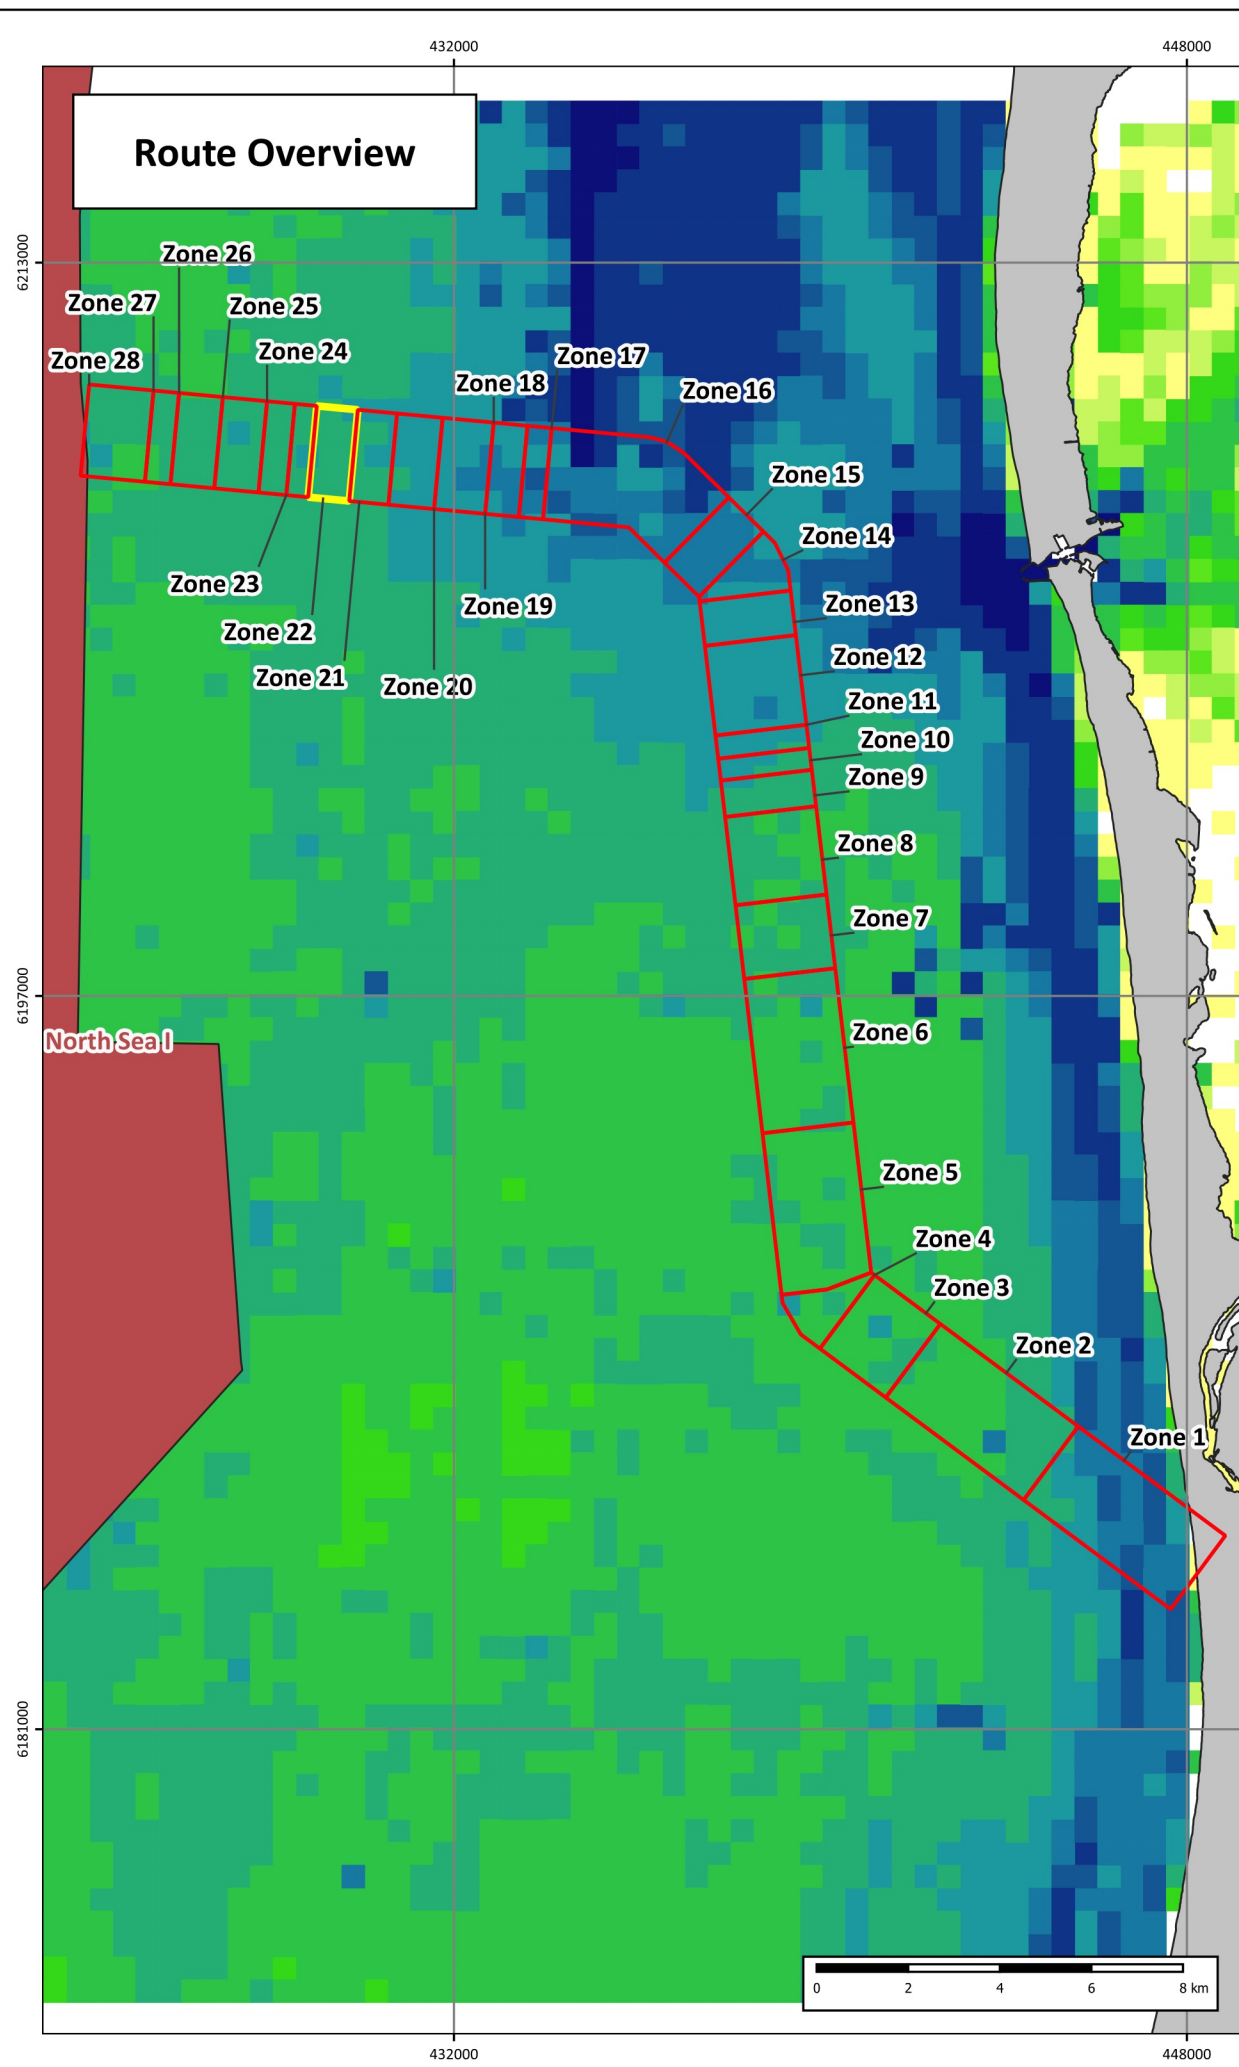 432000
448000
Route Overview
6213000
Zone 26
Zone 27
Zone 25
Zone 24
Zone 28
Zone 17
Zone 18
Zone 16
Zone 15
Zone 14
Zone 23
Zone 13
Zone 19
Zone 22
Zone 12
Zone 21
Zone 20
Zone 11
Zone 10
Zone 9
Zone 8
Zone 7
6197000
Zone 6
North Sea I
Zone 5
Zone 4
Zone 3
Zone 2
Zone 1
6181000
0 2 4 6 8 km
432000
448000